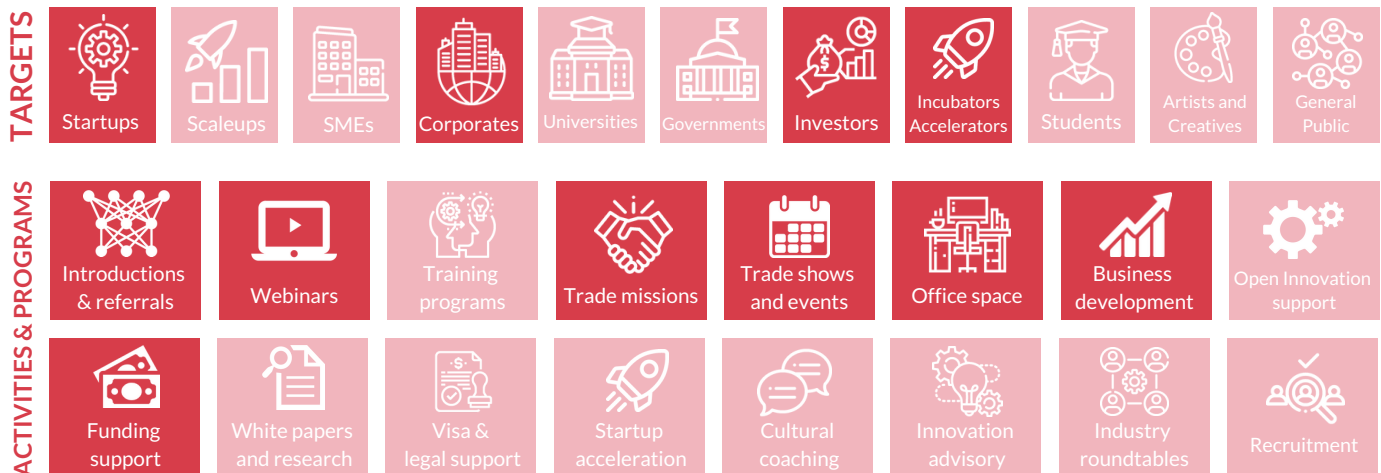 TARGETS
Startups
Scaleups
SMEs
Corporates
Universities
Governments
Investors
Incubators
Accelerators
Students
Artists and
Creatives
General
Public
ACTIVITIES & PROGRAMS
Introductions
& referrals
Webinars
Training
programs
Trade missions
Trade shows
and events
Office space
Business
development
Open Innovation
support
Funding
support
White papers
and research
Visa &
legal support
Startup
acceleration
Cultural
coaching
Innovation
advisory
Industry
roundtables
Recruitment